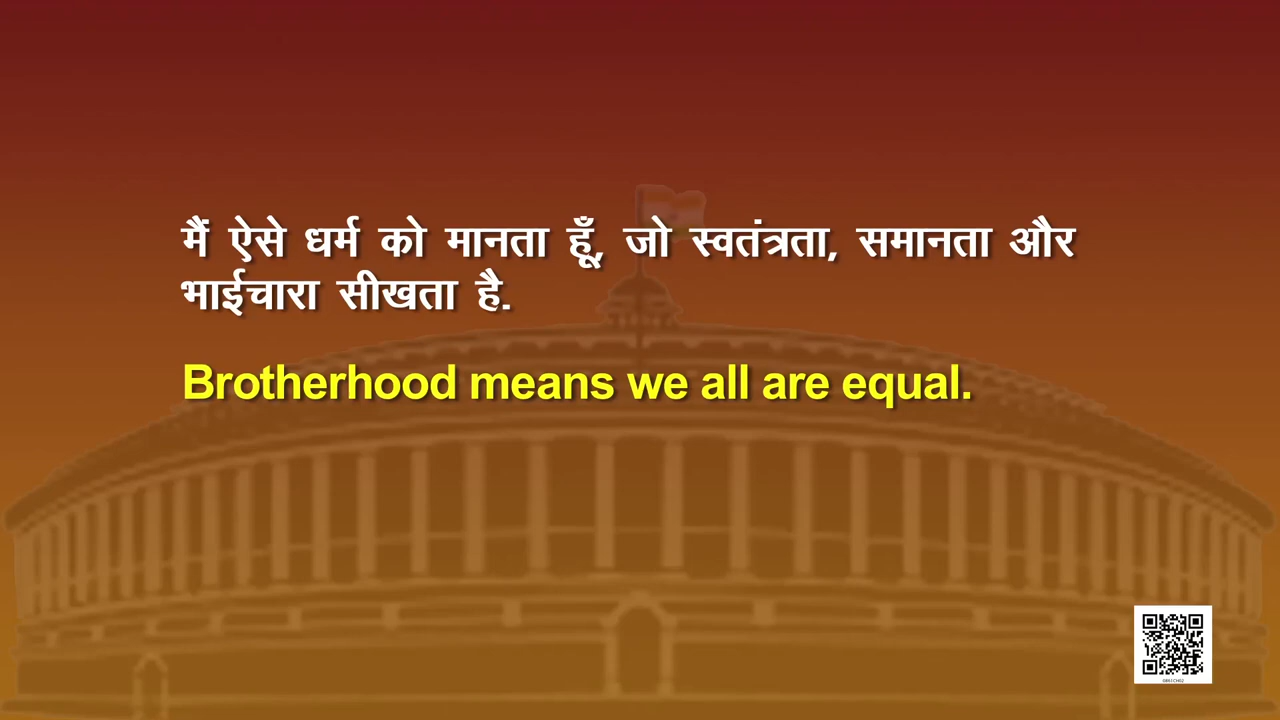 मैं ऐसे धर्म को मानता हूँ, जो स्वतंत्रता, समानता और
भाईचारा सीखता है.
Brotherhood means we all are equal.